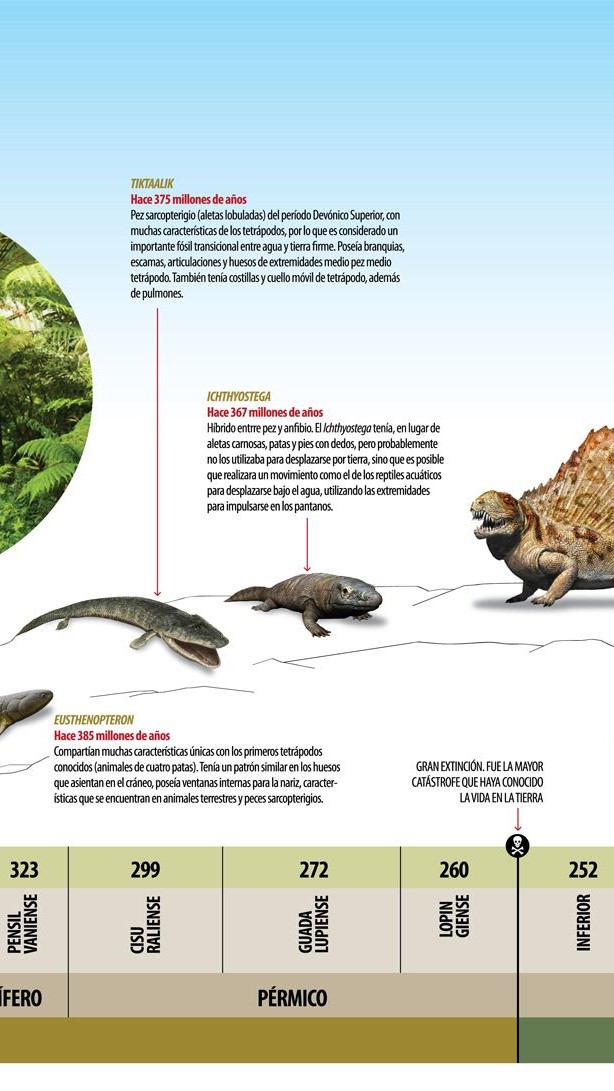 TIKTAALIK
Hace 375 millones de años
Pez sarcopterigio (aletas lobuladas) del período Devónico Superior, con
muchas características de los tetrápodos, por lo que es considerado un
importante fósil transicional entre agua y tierra firme. Poseía branquias,
escamas, articulaciones y huesos de extremidades medio pez medio
tetrápodo. También tenía costillas y cuello móvil de tetrápodo, además
de pulmones.
ICHTHYOSTEGA
Hace 367 millones de años
Híbrido entrre pez y anfibio. El Ichthyostega tenía, en lugar de
aletas carnosas, patas y pies con dedos, pero probablemente
no los utilizaba para desplazarse por tierra, sino que es posible
que realizara un movimiento como el de los reptiles acuáticos
para desplazarse bajo el agua, utilizando las extremidades
para impulsarse en los pantanos.
EUSTHENOPTERON
Hace 385 millones de años
Compartían muchas características únicas con los primeros tetrápodos
conocidos (animales de cuatro patas). Tenía un patrón similar en los huesos
que asientan en el cráneo, poseía ventanas internas para la nariz, caracter-
ísticas que se encuentran en animales terrestres y peces sarcopterigios.
GRAN EXTINCIÓN. FUE LA MAYOR
CATÁSTROFE QUE HAYA CONOCIDO
LA VIDA EN LA TIERRA
323
299
272
260
252
PENSIL
VANIENSE
CISU
RALIENSE
GUADA
LUPIENSE
LOPIN
GIENSE
INFERIOR
ÍFERO
PÉRMICO